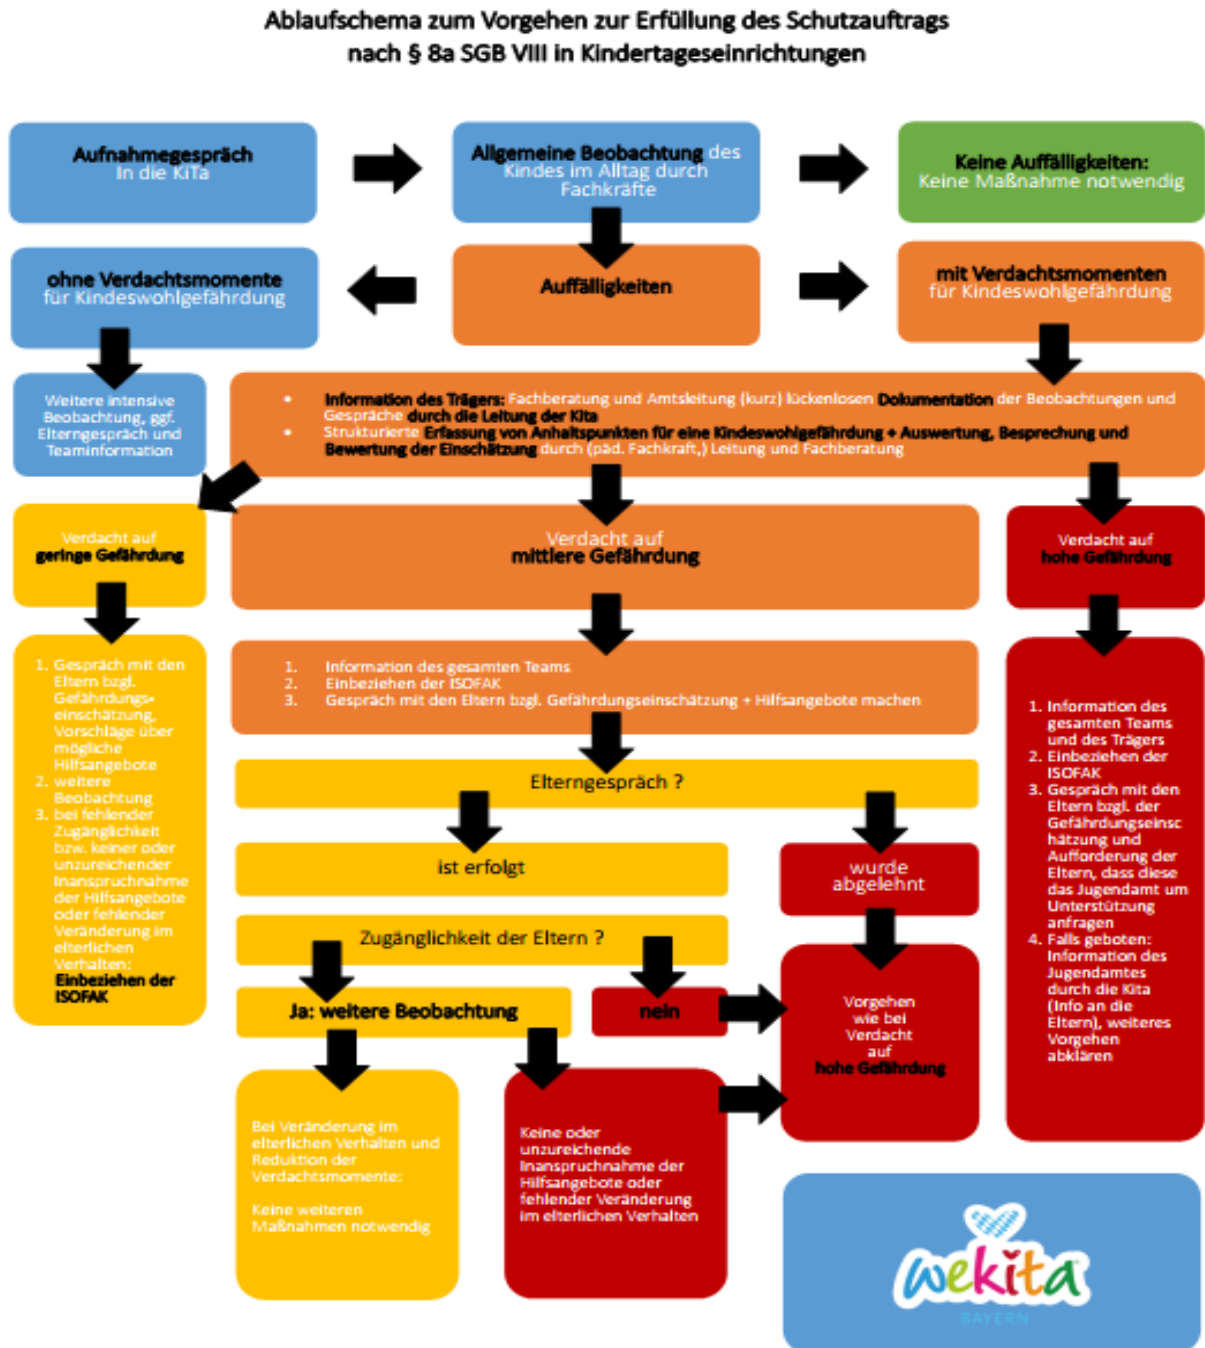 Ablaufschema zum Vorgehen zur Erfüllung des Schutzauftrags
nach § 8a SGB VIII in Kindertageseinrichtungen
Aufnahmegespräch
In die KiTa
Allgemeine Beobachtung des
Kindes im Alltag durch
Fachkräfte
Keine Auffälligkeiten:
Keine Maßnahme notwendig
ohne Verdachtsmomente
für Kindeswohlgefährdung
Auffälligkeiten
mit Verdachtsmomenten
für Kindeswohlgefährdung
Weitere intensive
Beobachtung, ggf.
Elterngespräch und
Teaminformation
• Information des Trägers: Fachberatung und Amtsleitung (kurz) lückenlosen Dokumentation der Beobachtungen und
Gespräche durch die Leitung der Kita
• Strukturierte Erfassung von Anhaltspunkten für eine Kindeswohlgefährdung + Auswertung, Besprechung und
Bewertung der Einschätzung durch (päd. Fachkraft,) Leitung und Fachberatung
Verdacht auf
geringe Gefährdung
Verdacht auf
mittlere Gefährdung
Verdacht auf
hohe Gefährdung
1. Gespräch mit den
Eltern bzgl.
Gefährdungs-
einschätzung,
Vorschläge über
mögliche
Hilfsangebote
2. weitere
Beobachtung
3. bei fehlender
Zugänglichkeit
bzw. keiner oder
unzureichender
Inanspruchnahme
der Hilfsangebote
oder fehlender
Veränderung im
elterlichen
Verhalten:
Einbeziehen der
ISOFAK
1. Information des gesamten Teams
2. Einbeziehen der ISOFAK
3. Gespräch mit den Eltern bzgl. Gefährdungseinschätzung + Hilfsangebote machen
1. Information des
gesamten Teams
und des Trägers
2. Einbeziehen der
ISOFAK
3. Gespräch mit den
Eltern bzgl. der
Gefährdungseinsc
hätzung und
Aufforderung der
Eltern, dass diese
das Jugendamt um
Unterstützung
anfragen
4. Falls geboten:
Information des
Jugendamtes
durch die Kita
(Info an die
Eltern), weiteres
Vorgehen
abklären
Elterngespräch ?
ist erfolgt
wurde
abgelehnt
Zugänglichkeit der Eltern ?
Ja: weitere Beobachtung
nein
Vorgehen
wie bei
Verdacht
auf
hohe Gefährdung
Bei Veränderung im
elterlichen Verhalten und
Reduktion der
Verdachtsmomente:
Keine weiteren
Maßnahmen notwendig
Keine oder
unzureichende
Inanspruchnahme der
Hilfsangebote oder
fehlender Veränderung
im elterlichen Verhalten
wekita
BAYERN